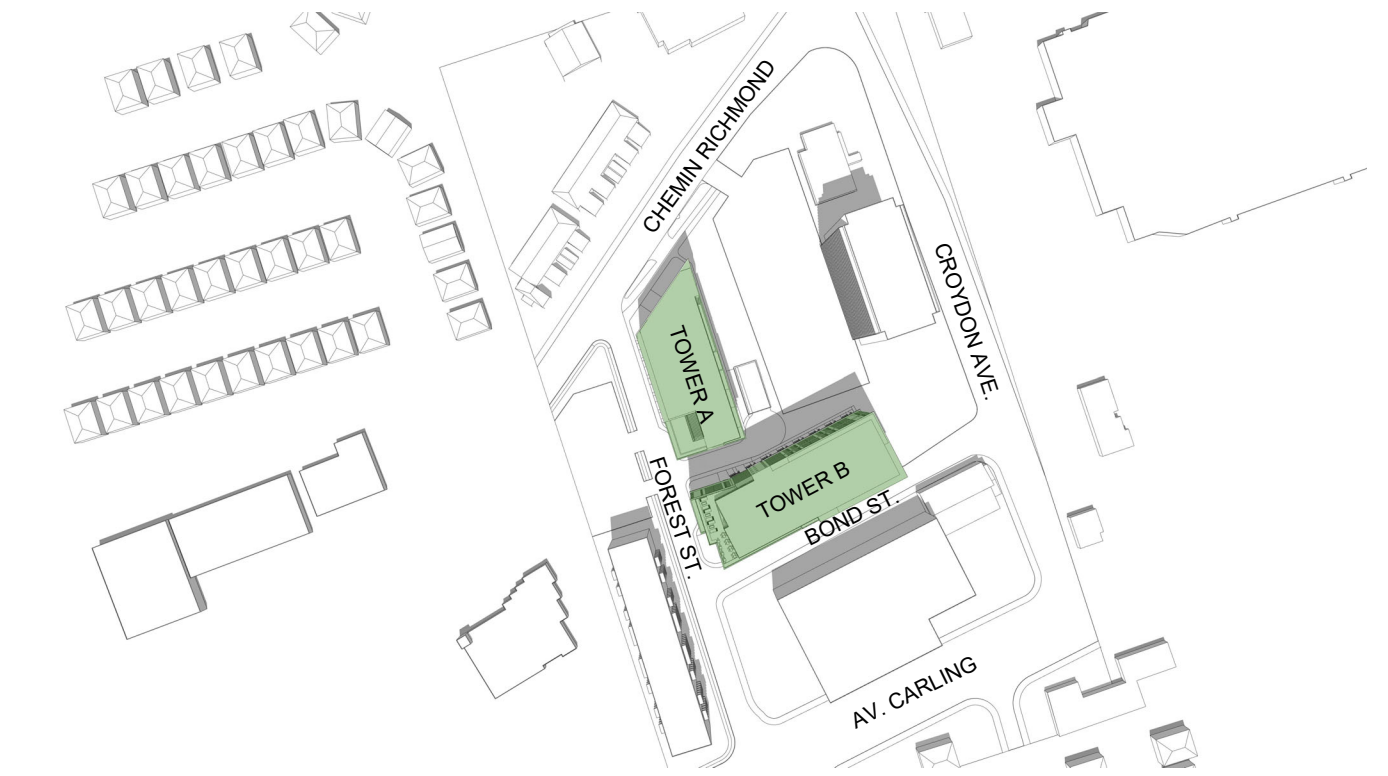 CHEMIN RICHMOND
CROYDON AVE.
TOWER A
FOREST ST.
TOWER B
BOND ST.
AV. CARLING